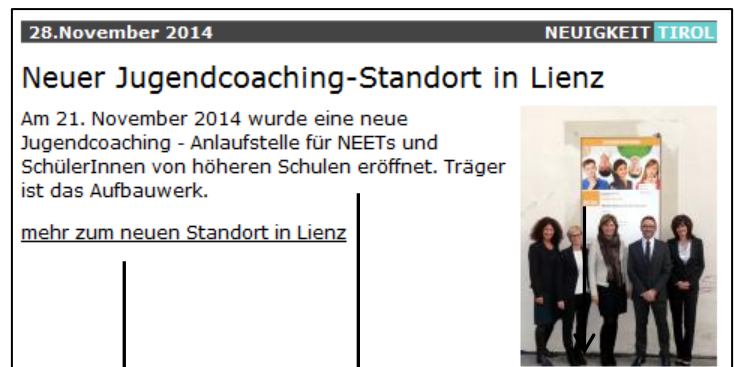 28.November 2014 NEUIGKEIT TIROL
Neuer Jugendcoaching-Standort in Lienz
Am 21. November 2014 wurde eine neue
Jugendcoaching - Anlaufstelle für NEETs und
SchülerInnen von höheren Schulen eröffnet. Träger
ist das Aufbauwerk.
mehr zum neuen Standort in Lienz